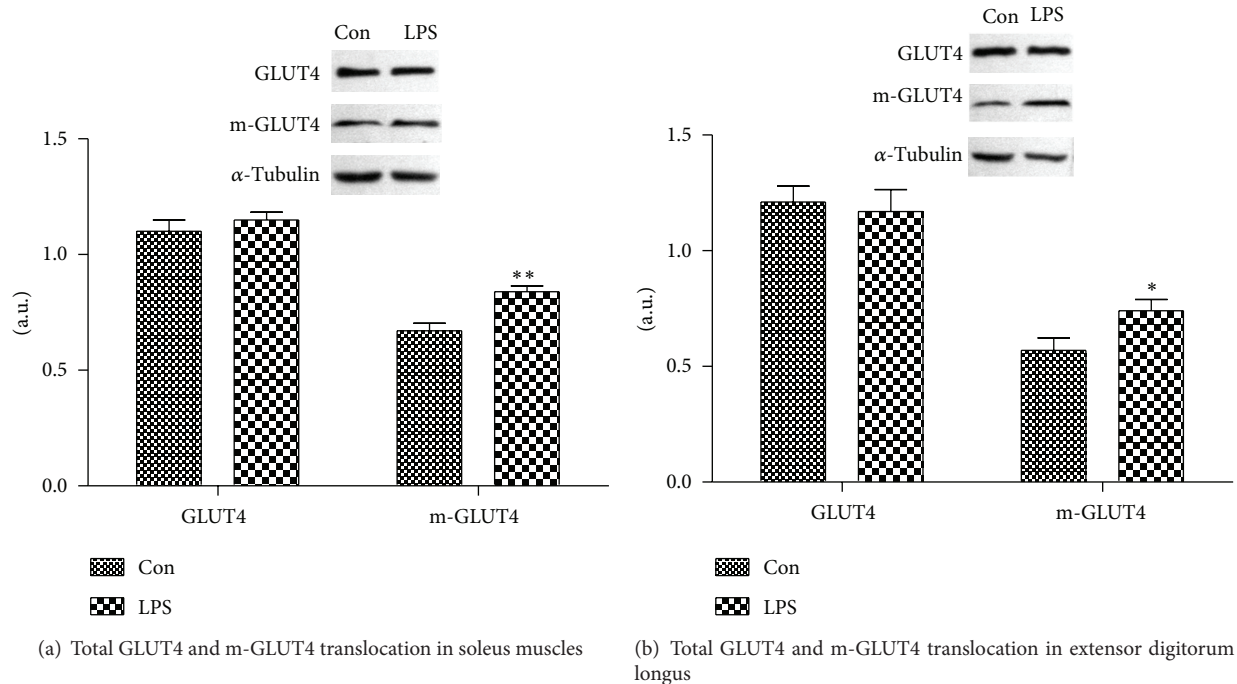 Con LPS
GLUT4
m-GLUT4
α-Tubulin
1.5
1.0
0.5
0.0
(a.u.)
**
GLUT4 m-GLUT4
Con
LPS
(a) Total GLUT4 and m-GLUT4 translocation in soleus muscles
Con LPS
GLUT4
m-GLUT4
α-Tubulin
1.5
1.0
0.5
0.0
(a.u.)
*
GLUT4 m-GLUT4
Con
LPS
(b) Total GLUT4 and m-GLUT4 translocation in extensor digitorum
longus